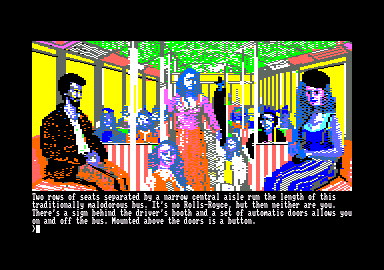 Two rows of seats separated by a narrow central aisle run the length of this
traditionally malodorous bus. It's no Rolls-Royce, but then neither are you.
There's a sign behind the driver's booth and a set of automatic doors allows you
on and off the bus. Mounted above the doors is a button.
>